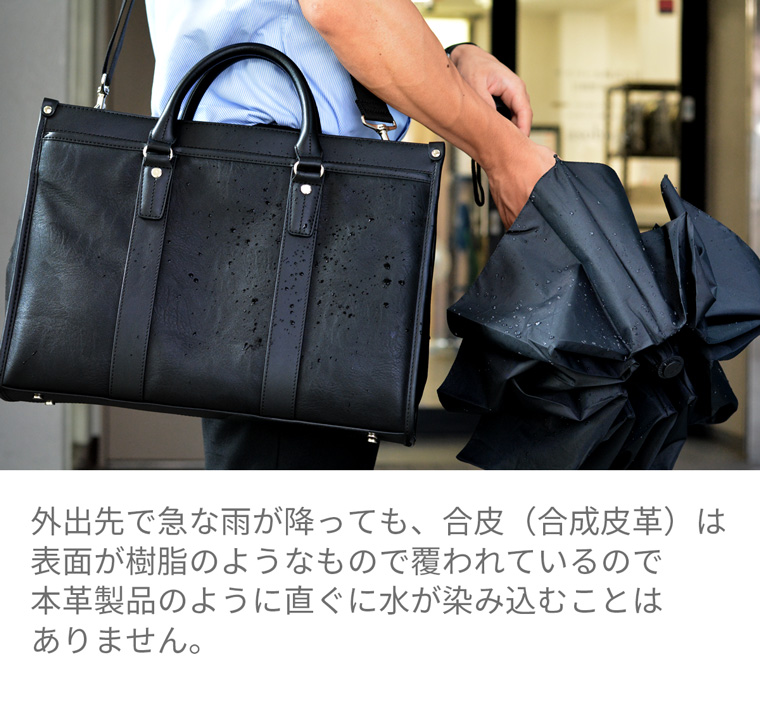 外出先で急な雨が降っても、合皮（合成皮革）は
表面が樹脂のようなもので覆われているので
本革製品のように直ぐに水が染み込むことは
ありません。